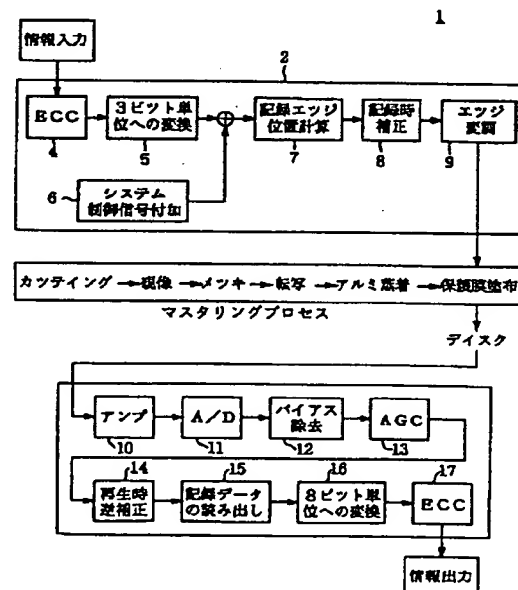 1
情報入力
2
ECC
4
3ビット単
位への変換
5
記録エッジ
位置計算
7
記録時
補正
8
エッジ
変調
9
6
システム
制御信号付加
カッティング→現像→メッキ→転写→アルミ蒸着→保護膜塗布
マスタリングプロセス
ディスク
アンプ
10
A/D
11
バイアス
除去
12
AGC
13
14
再生時
逆補正
15
記録データ
の読み出し
16
8ビット単
位への変換
17
ECC
情報出力